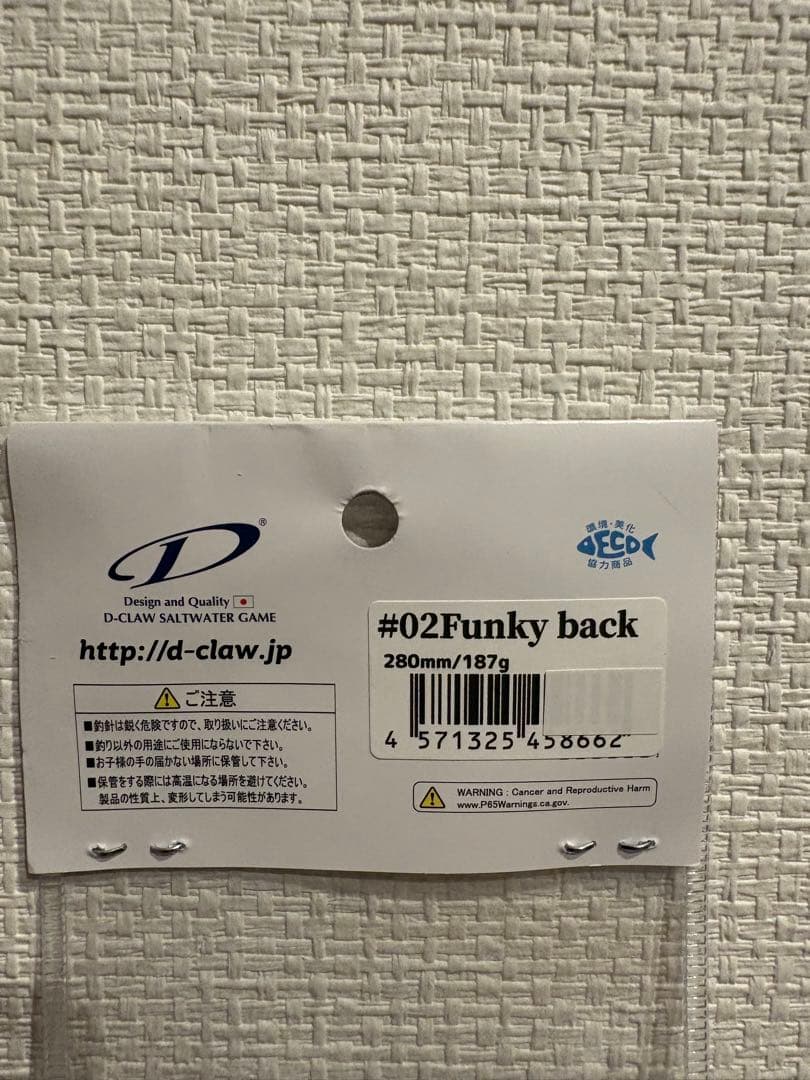 D®
Design and Quality
D-CLAW SALTWATER GAME
http://d-claw.jp
環境・美化
ECO
協力商品
#02Funky back
280mm/187g
4 571325 458662
⚠ご注意
■釣針は鋭く危険ですので、取り扱いにご注意ください。
■釣り以外の用途にご使用にならないで下さい。
■お子様の手の届かない場所に保管して下さい。
■保管をする際には高温になる場所を避けてください。
製品の性質上、変形してしまう可能性があります。
WARNING : Cancer and Reproductive Harm
www.P65Warnings.ca.gov.